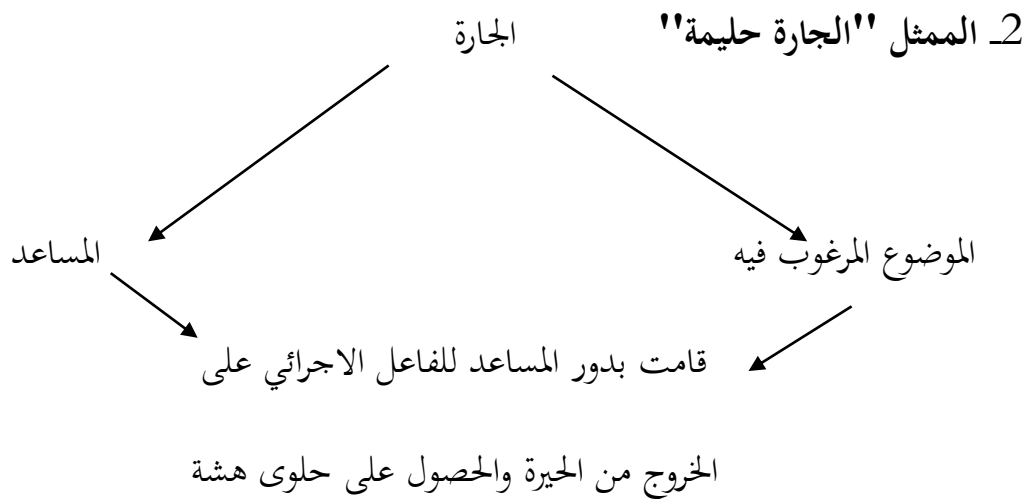 2ـ الممثل "الجارة حليمة"
الجارة
الموضوع المرغوب فيه
المساعد
قامت بدور المساعد للفاعل الاجرائي على
الخروج من الحيرة والحصول على حلوى هشة